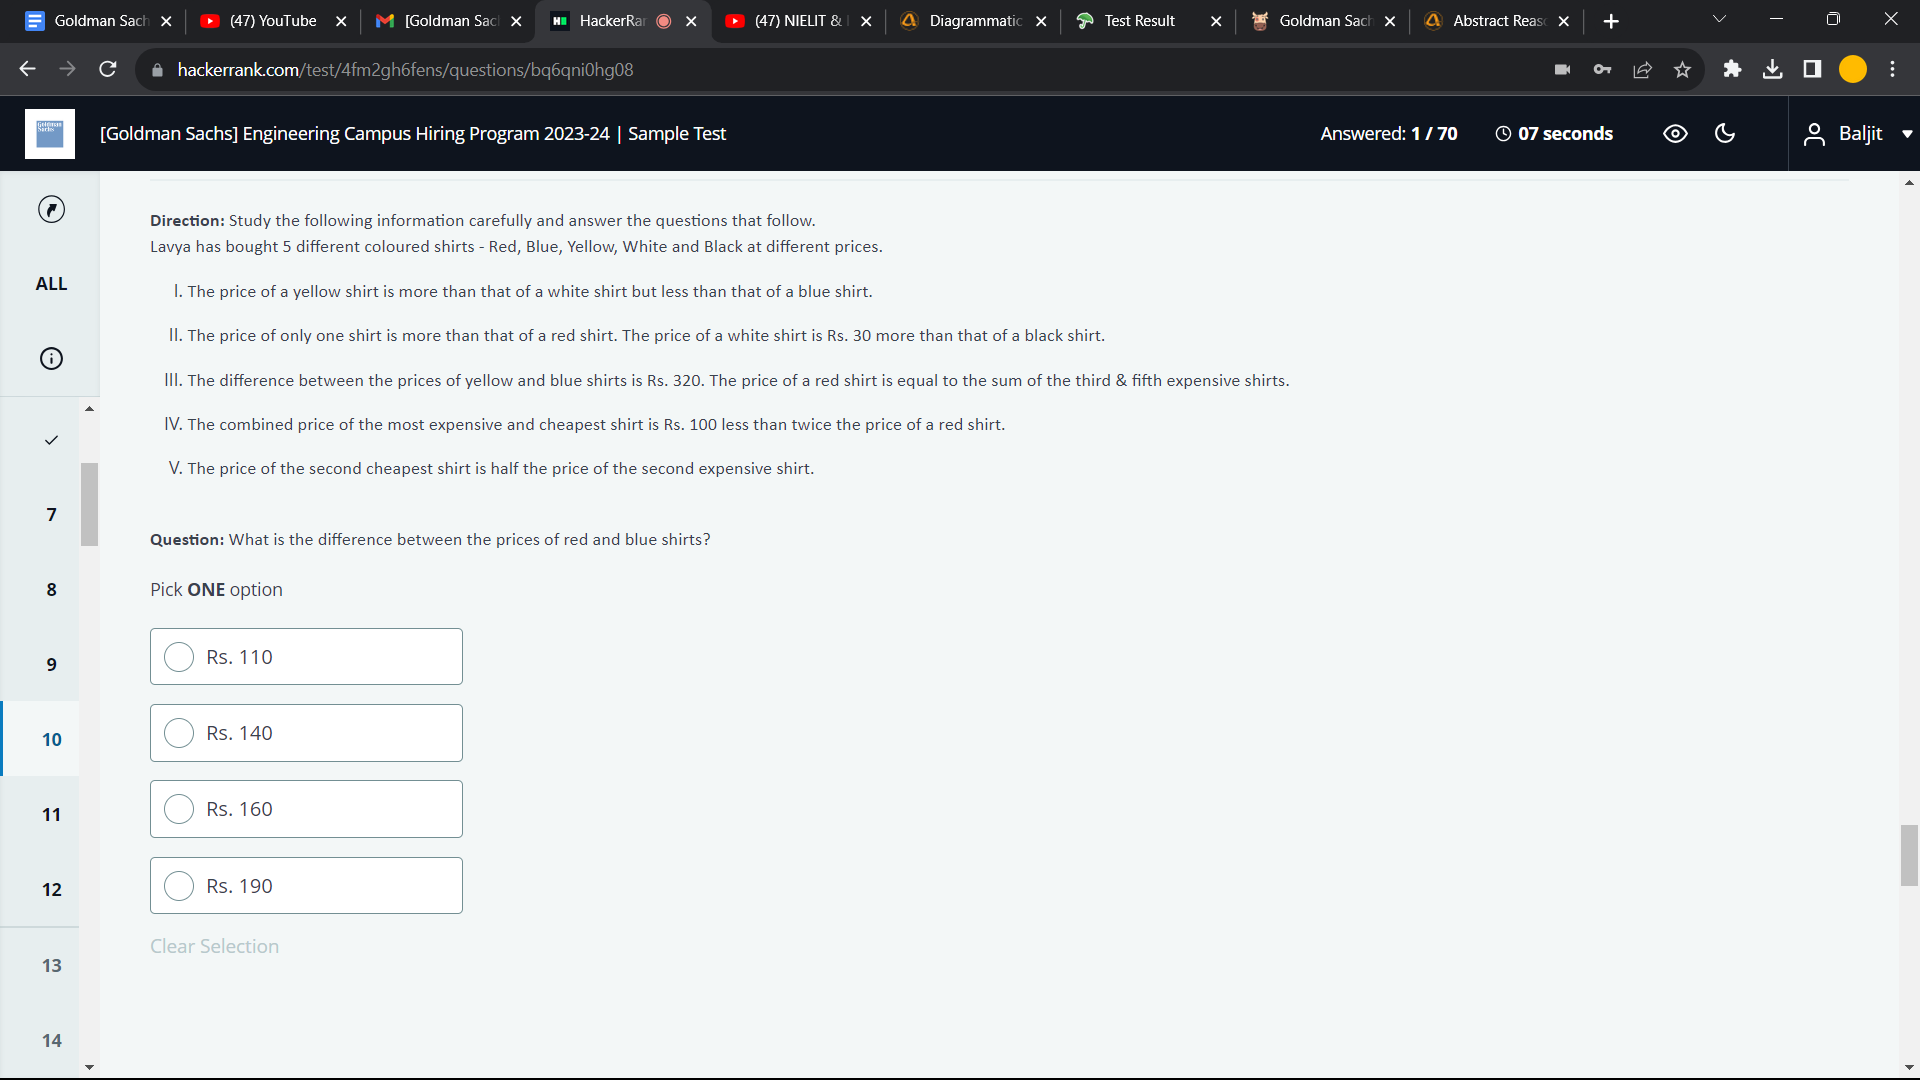 Goldman Sach
(47) YouTube
[Goldman Sac
HackerRan
(47) NIELIT &
Diagrammatic
Test Result
Goldman Sach
Abstract Reaso
hackerrank.com/test/4fm2gh6fens/questions/bq6qni0hg08
Goldman Sachs
[Goldman Sachs] Engineering Campus Hiring Program 2023-24 | Sample Test
Answered: 1 / 70
07 seconds
Baljit
ALL
7
8
9
10
11
12
13
14
Direction: Study the following information carefully and answer the questions that follow.
Lavya has bought 5 different coloured shirts - Red, Blue, Yellow, White and Black at different prices.
I. The price of a yellow shirt is more than that of a white shirt but less than that of a blue shirt.
II. The price of only one shirt is more than that of a red shirt. The price of a white shirt is Rs. 30 more than that of a black shirt.
III. The difference between the prices of yellow and blue shirts is Rs. 320. The price of a red shirt is equal to the sum of the third & fifth expensive shirts.
IV. The combined price of the most expensive and cheapest shirt is Rs. 100 less than twice the price of a red shirt.
V. The price of the second cheapest shirt is half the price of the second expensive shirt.
Question: What is the difference between the prices of red and blue shirts?
Pick ONE option
Rs. 110
Rs. 140
Rs. 160
Rs. 190
Clear Selection